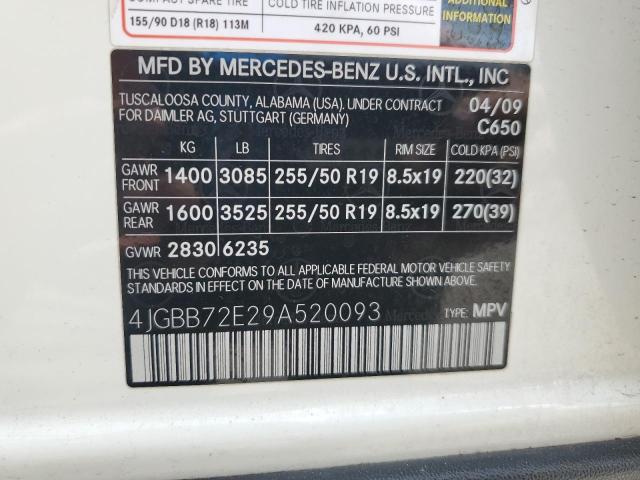 COMPACT SPARE TIRE
COLD TIRE INFLATION PRESSURE
155/90 D18 (R18) 113M
420 KPA, 60 PSI
ADDITIONAL
INFORMATION
MFD BY MERCEDES-BENZ U.S. INTL., INC
TUSCALOOSA COUNTY, ALABAMA (USA). UNDER CONTRACT 04/09
FOR DAIMLER AG, STUTTGART (GERMANY) C650
KG LB TIRES RIM SIZE COLD KPA (PSI)
GAWR
FRONT 1400 3085 255/50 R19 8.5x19 220(32)
GAWR
REAR 1600 3525 255/50 R19 8.5x19 270(39)
GVWR 2830 6235
THIS VEHICLE CONFORMS TO ALL APPLICABLE FEDERAL MOTOR VEHICLE SAFETY
STANDARDS IN EFFECT ON THE DATE OF MANUFACTURE SHOWN ABOVE.
4JGBB72E29A520093 TYPE: MPV